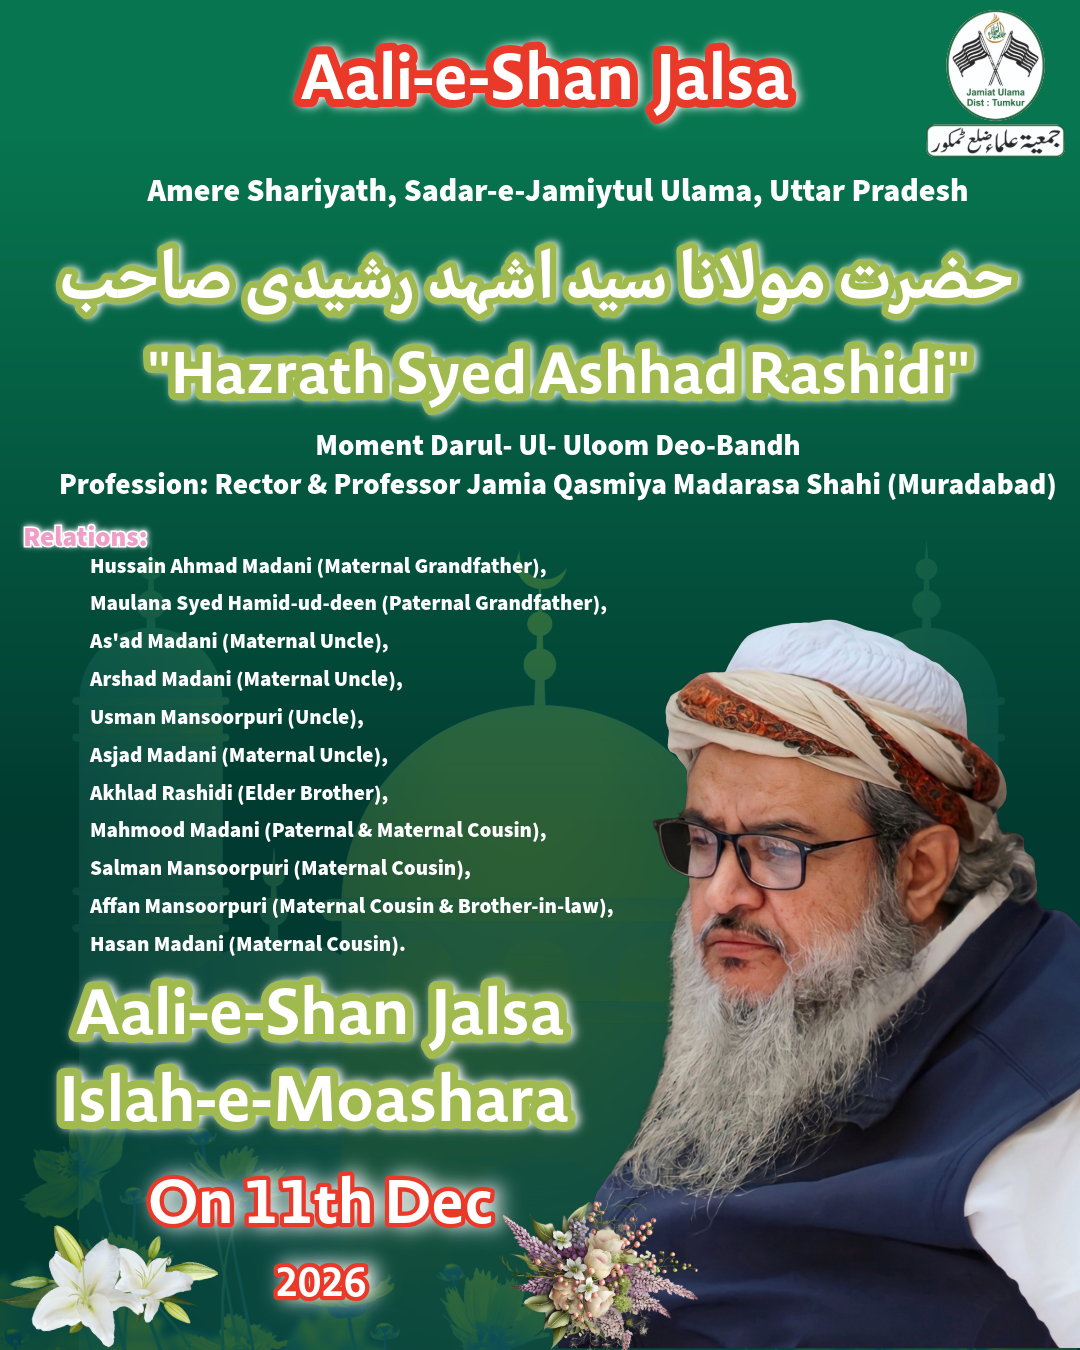 Aali-e-Shan Jalsa
Jamiat Ulama
Dist : Tumkur
جمعیۃ علماء ضلع ٹمکور
Amere Shariyath, Sadar-e-Jamiytul Ulama, Uttar Pradesh
حضرت مولانا سید اشہد رشیدی صاحب
"Hazrath Syed Ashhad Rashidi"
Moment Darul- Ul- Uloom Deo-Bandh
Profession: Rector & Professor Jamia Qasmiya Madarasa Shahi (Muradabad)
Relations:
Hussain Ahmad Madani (Maternal Grandfather),
Maulana Syed Hamid-ud-deen (Paternal Grandfather),
As'ad Madani (Maternal Uncle),
Arshad Madani (Maternal Uncle),
Usman Mansoorpuri (Uncle),
Asjad Madani (Maternal Uncle),
Akhlad Rashidi (Elder Brother),
Mahmood Madani (Paternal & Maternal Cousin),
Salman Mansoorpuri (Maternal Cousin),
Affan Mansoorpuri (Maternal Cousin & Brother-in-law),
Hasan Madani (Maternal Cousin).
Aali-e-Shan Jalsa
Islah-e-Moashara
On 11th Dec
2026